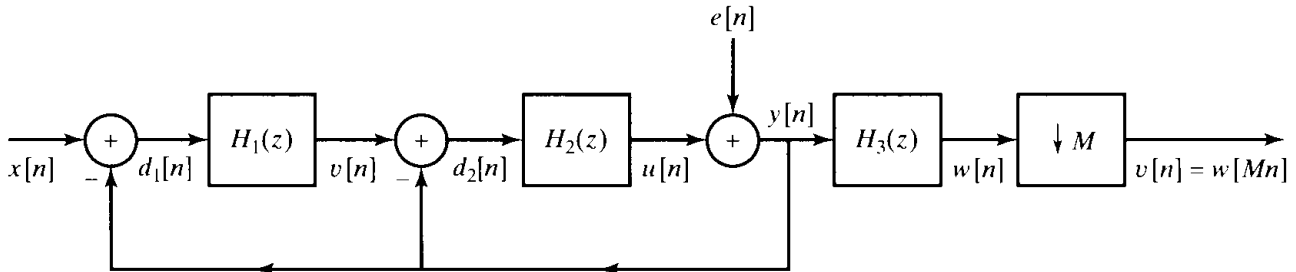 e[n]
y[n]
+ H₁(z) + H₂(z) + H₃(z) ↓ M
x[n] − d₁[n] v[n] − d₂[n] u[n] w[n] v[n] = w[Mn]